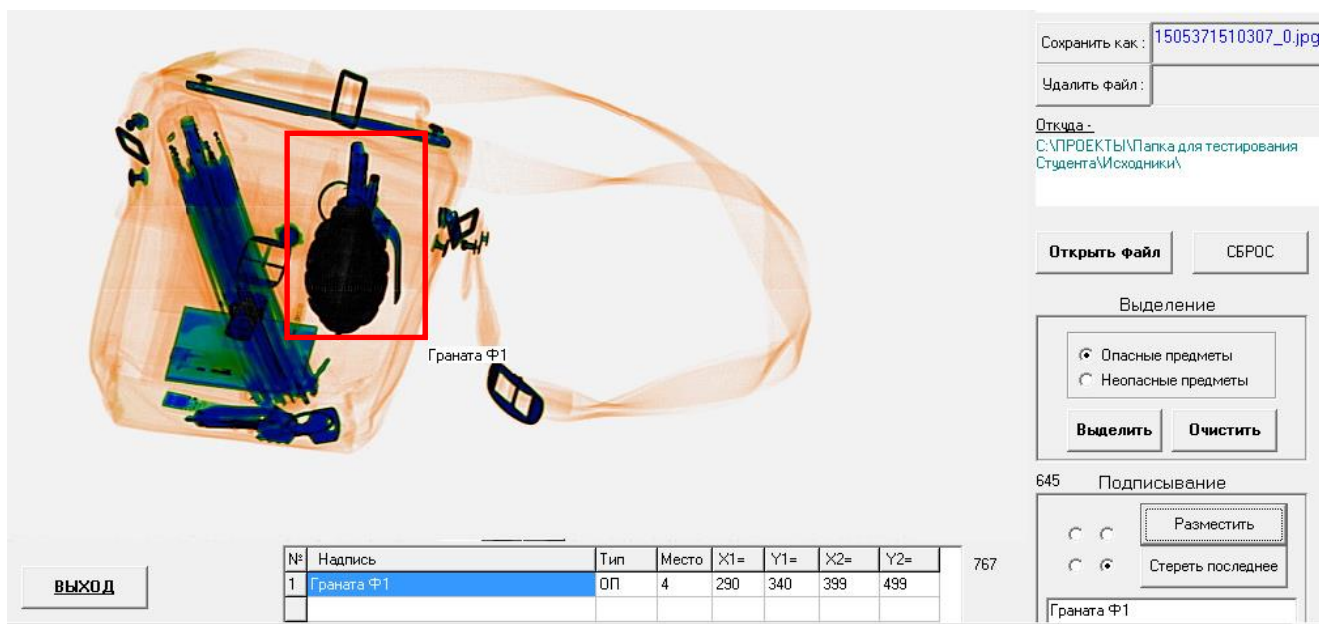 Сохранить как :
1505371510307_0.jpg
Удалить файл :
Откуда -
С:\ПРОЕКТЫ\Папка для тестирования
Студента\Исходники\
Открыть файл
СБРОС
Выделение
Опасные предметы
Неопасные предметы
Выделить
Очистить
645
Подписывание
Разместить
Стереть последнее
Граната Ф1
Граната Ф1
ВЫХОД
№ Надпись Тип Место X1= Y1= X2= Y2=
1 Граната Ф1 ОП 4 290 340 399 499
767